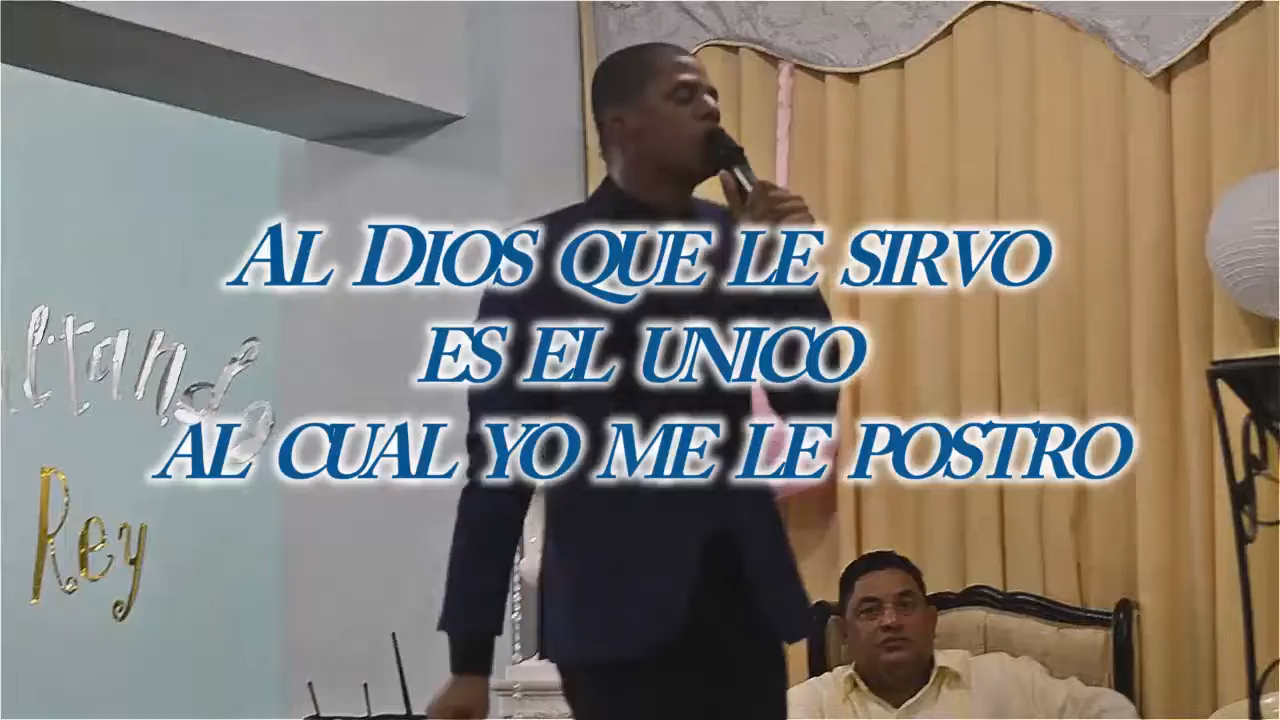 AL DIOS QUE LE SIRVO
ES EL UNICO
AL CUAL YO ME LE POSTRO
Rey